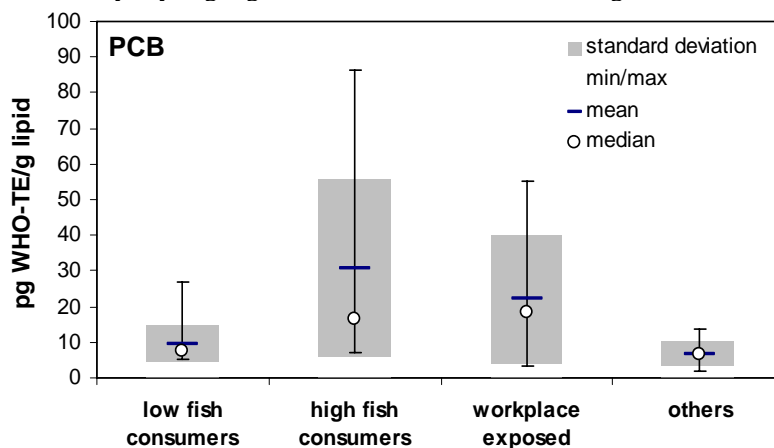 PCB
standard deviation
min/max
mean
median
pg WHO-TE/g lipid
100
90
80
70
60
50
40
30
20
10
0
low fish
consumers
high fish
consumers
workplace
exposed
others